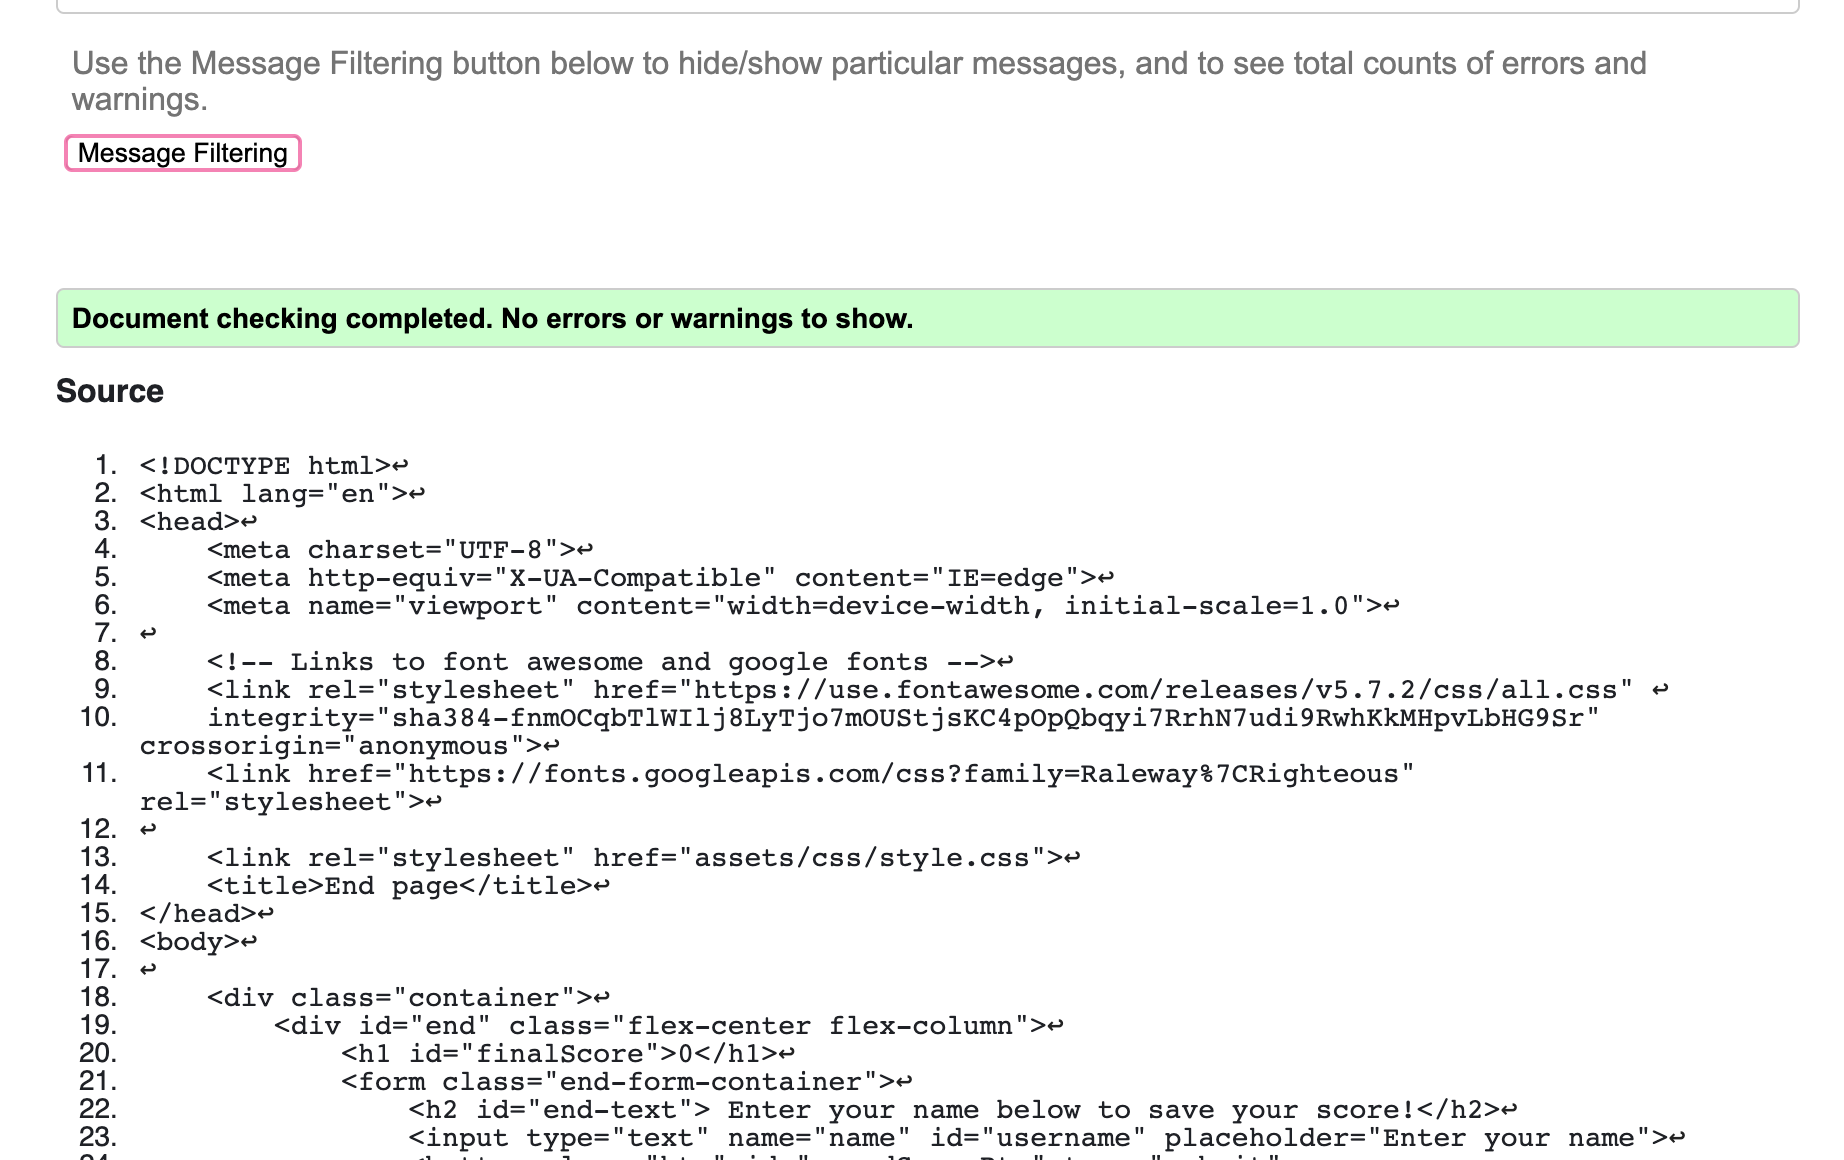 Use the Message Filtering button below to hide/show particular messages, and to see total counts of errors and
warnings.
Message Filtering
Document checking completed. No errors or warnings to show.
Source
1. <!DOCTYPE html>↩
2. <html lang="en">↩
3. <head>↩
4. <meta charset="UTF-8">↩
5. <meta http-equiv="X-UA-Compatible" content="IE=edge">↩
6. <meta name="viewport" content="width=device-width, initial-scale=1.0">↩
7. ↩
8. <!-- Links to font awesome and google fonts -->↩
9. <link rel="stylesheet" href="https://use.fontawesome.com/releases/v5.7.2/css/all.css" ↩
10. integrity="sha384-fnmOCqbTlWIlj8LyTjo7mOUStjsKC4pOpQbqyi7RrhN7udi9RwhKkMHpvLbHG9Sr"
crossorigin="anonymous">↩
11. <link href="https://fonts.googleapis.com/css?family=Raleway%7CRighteous"
rel="stylesheet">↩
12. ↩
13. <link rel="stylesheet" href="assets/css/style.css">↩
14. <title>End page</title>↩
15. </head>↩
16. <body>↩
17. ↩
18. <div class="container">↩
19. <div id="end" class="flex-center flex-column">↩
20. <h1 id="finalScore">0</h1>↩
21. <form class="end-form-container">↩
22. <h2 id="end-text"> Enter your name below to save your score!</h2>↩
23. <input type="text" name="name" id="username" placeholder="Enter your name">↩